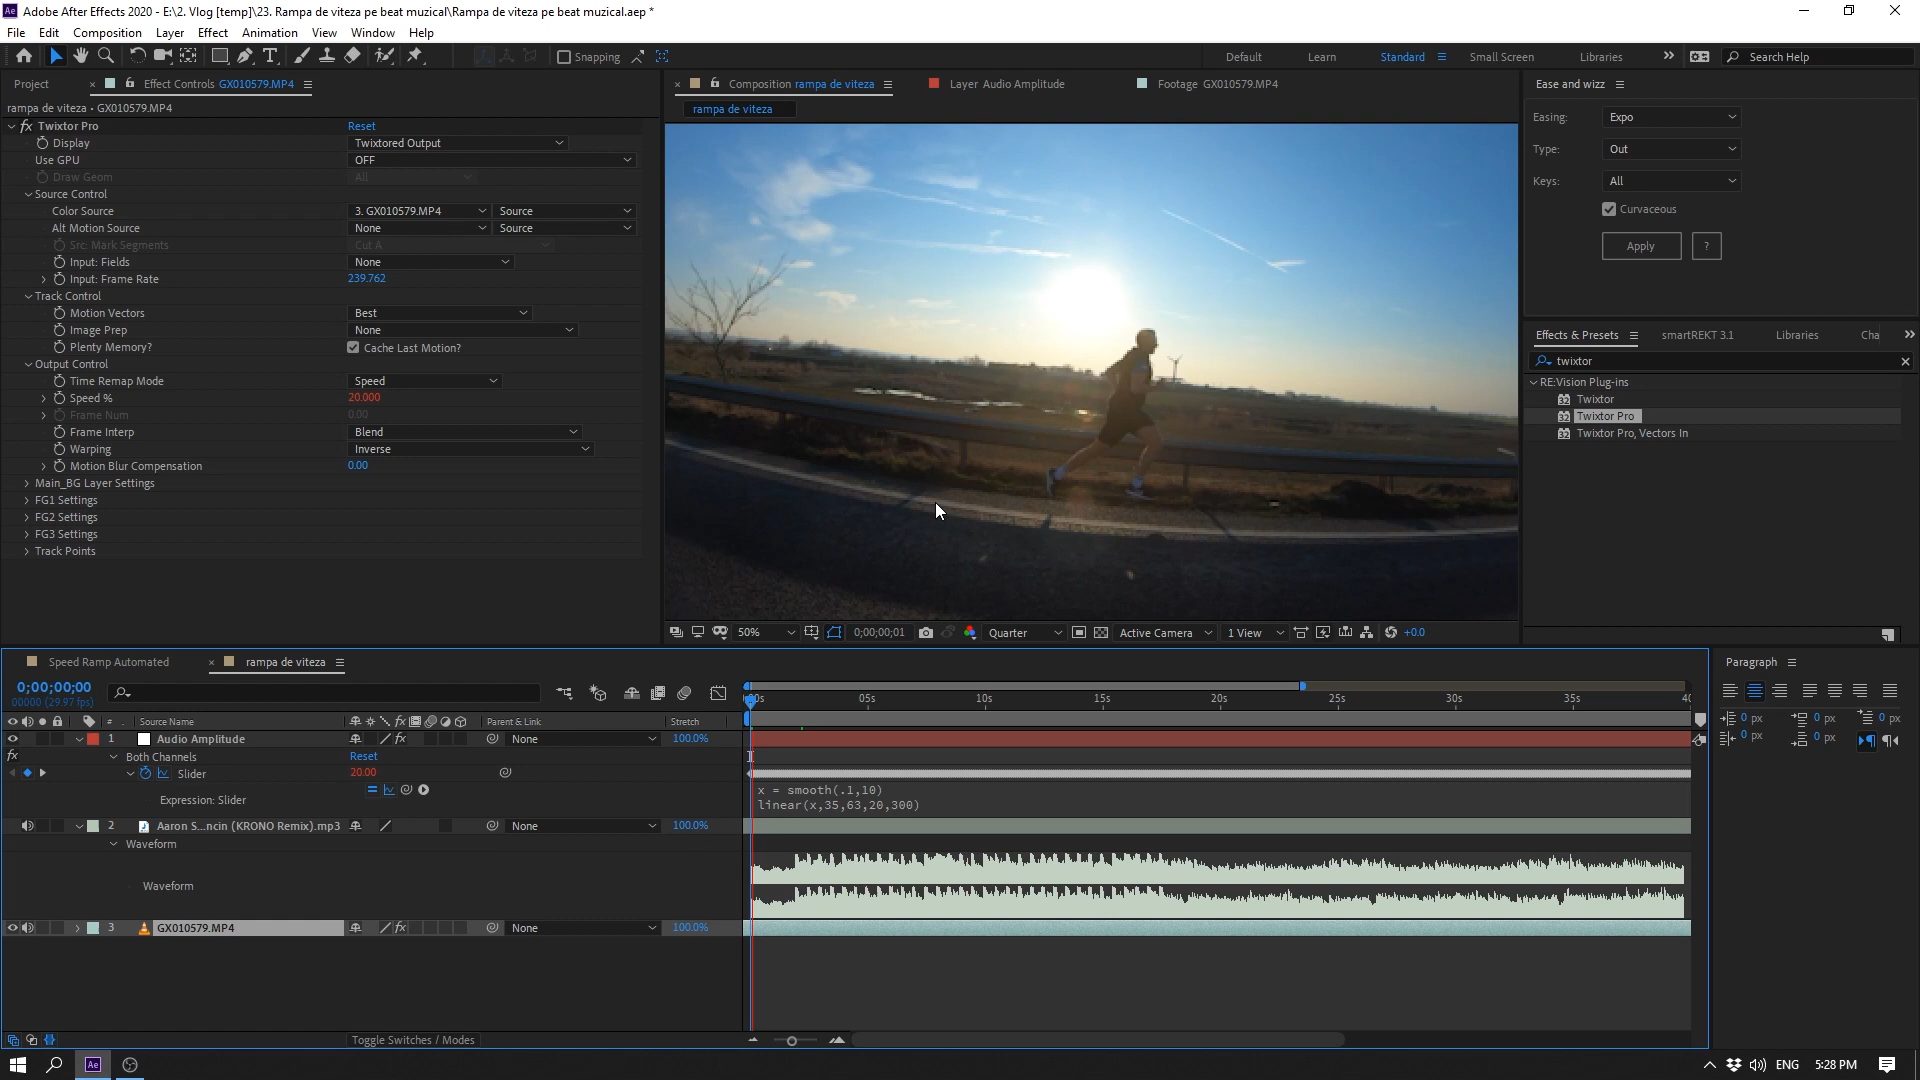 Adobe After Effects 2020 - E:\2. Vlog [temp]\23. Rampa de viteza pe beat muzical\Rampa de viteza pe beat muzical.aep *
File Edit Composition Layer Effect Animation View Window Help
Snapping
Default Learn Standard Small Screen Libraries Search Help
Project Effect Controls GX010579.MP4
rampa de viteza • GX010579.MP4
fx Twixtor Pro Reset
Display Twixtored Output
Use GPU OFF
Draw Geom All
Source Control
Color Source 3. GX010579.MP4 Source
Alt Motion Source None Source
Src: Mark Segments Cut A
Input: Fields None
Input: Frame Rate 239.762
Track Control
Motion Vectors Best
Image Prep None
Plenty Memory? Cache Last Motion?
Output Control
Time Remap Mode Speed
Speed % 20.000
Frame Num 0.00
Frame Interp Blend
Warping Inverse
Motion Blur Compensation 0.00
Main_BG Layer Settings
FG1 Settings
FG2 Settings
FG3 Settings
Track Points
Composition rampa de viteza Layer Audio Amplitude Footage GX010579.MP4
rampa de viteza
50% 0;00;00;01 Quarter Active Camera 1 View +0.0
Ease and wizz
Easing: Expo
Type: Out
Keys: All
Curvaceous
Apply ?
Effects & Presets smartREKT 3.1 Libraries Cha
twixtor
RE:Vision Plug-ins
32 Twixtor
32 Twixtor Pro
32 Twixtor Pro, Vectors In
Speed Ramp Automated rampa de viteza
0;00;00;00
00000 (29.97 fps)
05s 10s 15s 20s 25s 30s 35s
# Source Name fx Parent & Link Stretch
1 Audio Amplitude fx None 100.0%
fx Both Channels Reset
Slider 20.00
Expression: Slider
x = smooth(.1,10)
linear(x,35,63,20,300)
2 Aaron S...ncin (KRONO Remix).mp3 None 100.0%
Waveform
Waveform
3 GX010579.MP4 fx None 100.0%
Toggle Switches / Modes
Paragraph
0 px 0 px 0 px
0 px 0 px
Ae ENG 5:28 PM